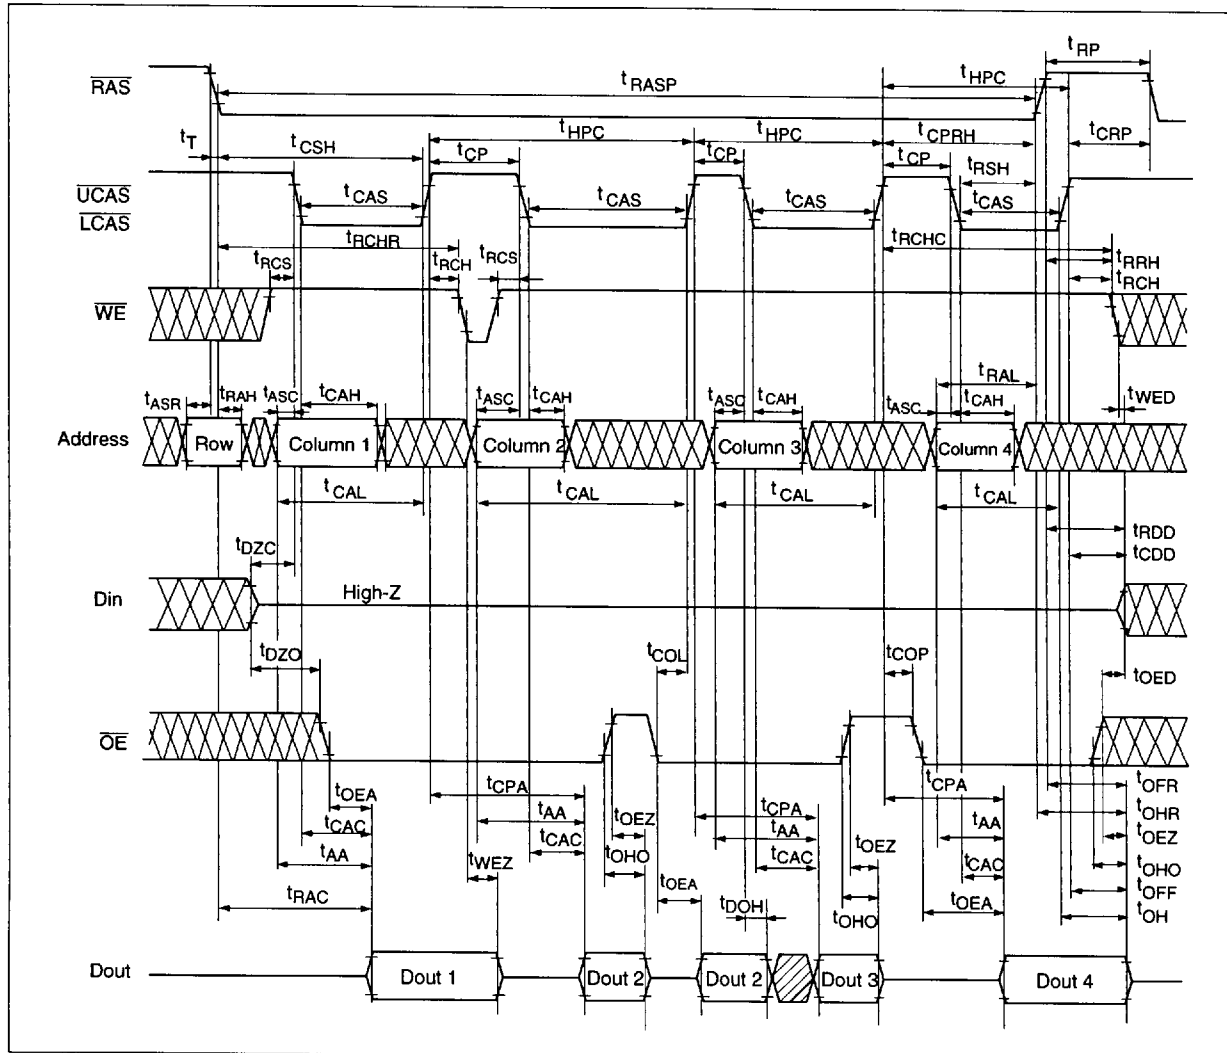 tRP
tHPC
RAS
tRASP
tT
tCSH
tHPC
tHPC
tCPRH
tCRP
tCP
tCP
tCP
tRSH
UCAS
LCAS
tCAS
tCAS
tCAS
tCAS
tRCHR
tRCHC
tRCS
tRCH
tRCS
tRRH
tRCH
WE
tRAL
tWED
tASR
tRAH
tASC
tCAH
tASC
tCAH
tASC
tCAH
tASC
tCAH
Address
Row
Column 1
Column 2
Column 3
Column 4
tCAL
tCAL
tCAL
tCAL
tRDD
tDZC
tCDD
Din
High-Z
tDZO
tCOL
tCOP
tOED
OE
tOEA
tCPA
tCPA
tCPA
tOFR
tCAC
tAA
tOEZ
tAA
tOHR
tAA
tCAC
tOEZ
tOEZ
tWEZ
tOHO
tCAC
tCAC
tOHO
tRAC
tOEA
tDOH
tOHO
tOEA
tOFF
tOH
Dout
Dout 1
Dout 2
Dout 2
Dout 3
Dout 4